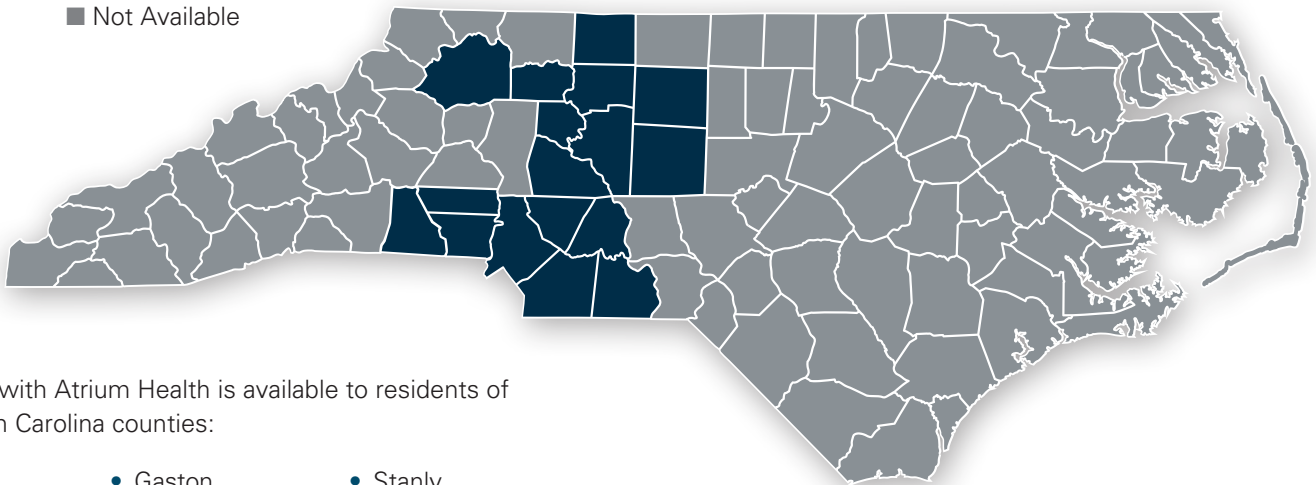 Not Available
with Atrium Health is available to residents of
Carolina counties:
• Gaston
• Stanly